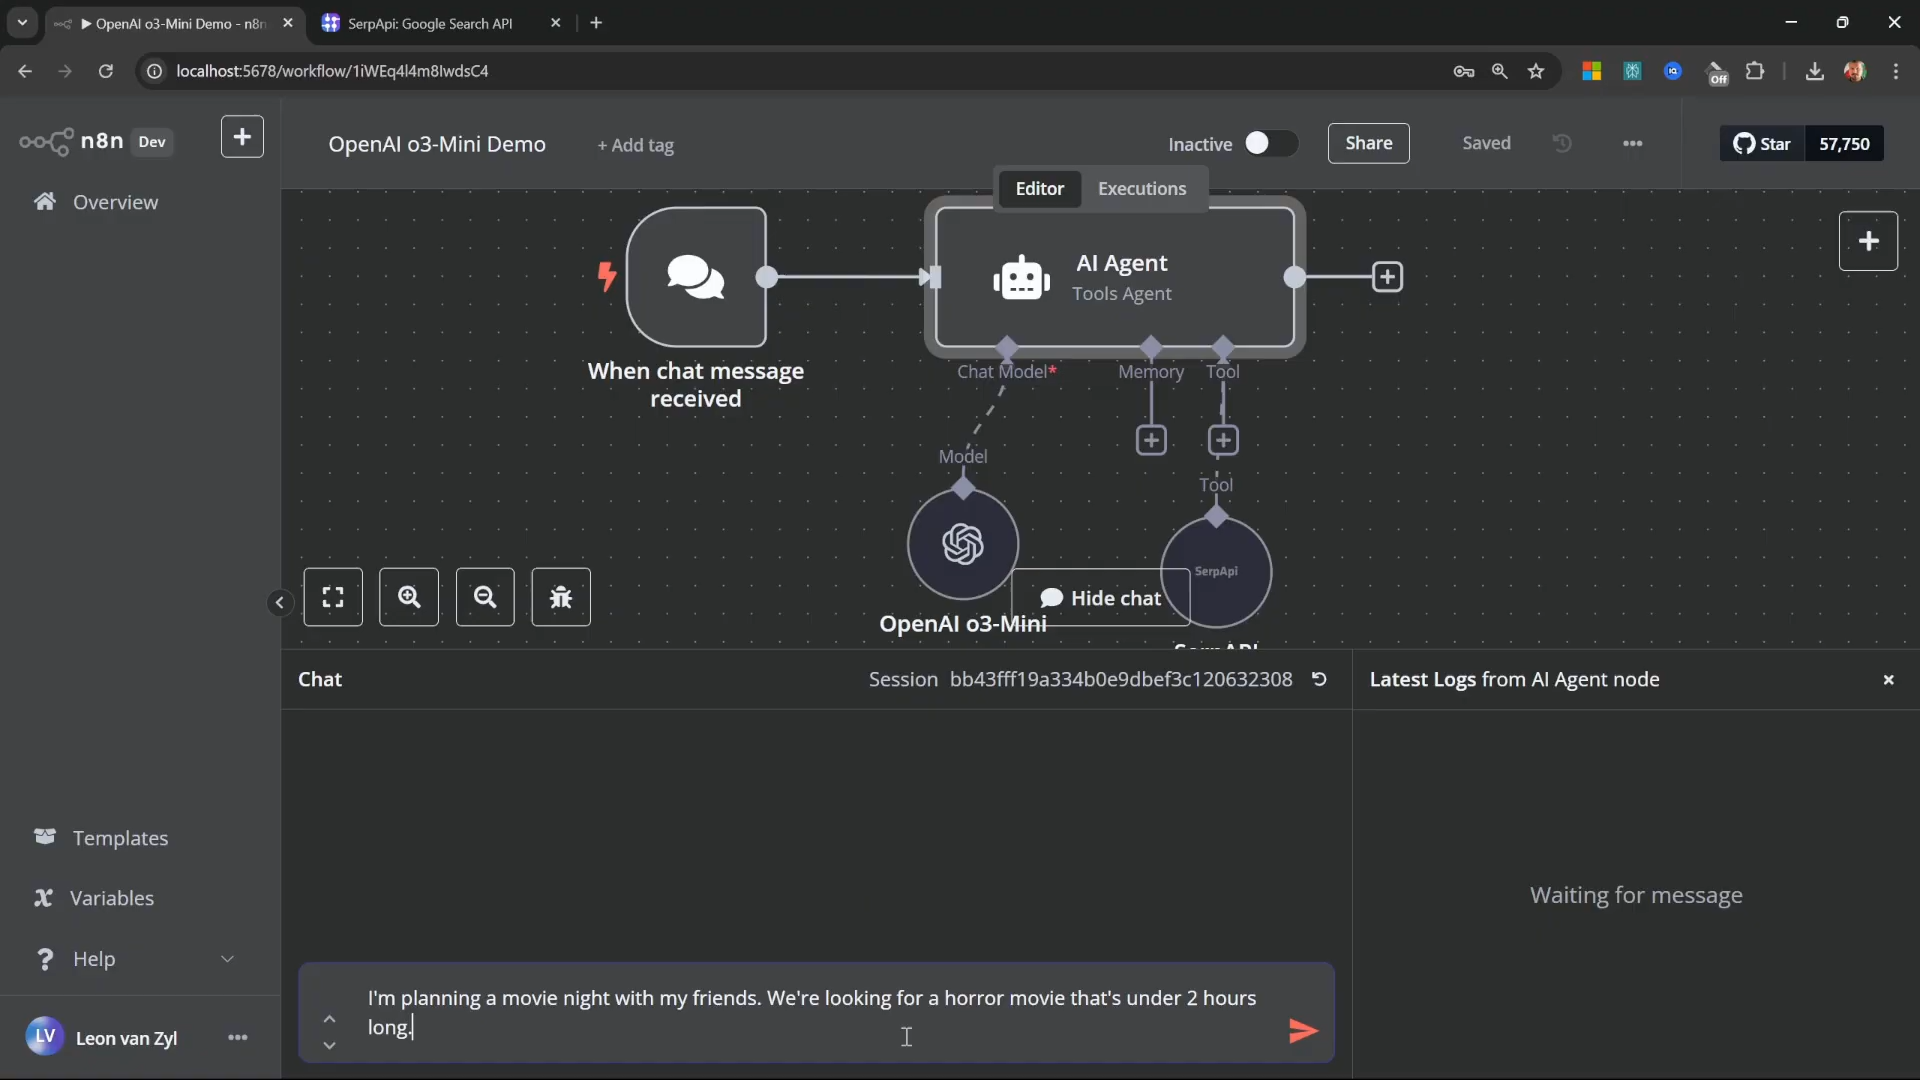 OpenAI o3-Mini Demo - n8n
SerpApi: Google Search API
localhost:5678/workflow/1iWEq4l4m8lwdsC4
Off
n8n
Dev
OpenAI o3-Mini Demo
+ Add tag
Inactive
Share
Saved
Star
57,750
Overview
Editor
Executions
AI Agent
Tools Agent
When chat message
received
Chat Model*
Memory
Tool
Model
Tool
SerpApi
Hide chat
OpenAI o3-Mini
Chat
Session bb43fff19a334b0e9dbef3c120632308
Latest Logs from AI Agent node
Waiting for message
Templates
Variables
Help
I'm planning a movie night with my friends. We're looking for a horror movie that's under 2 hours
long.
LV
Leon van Zyl